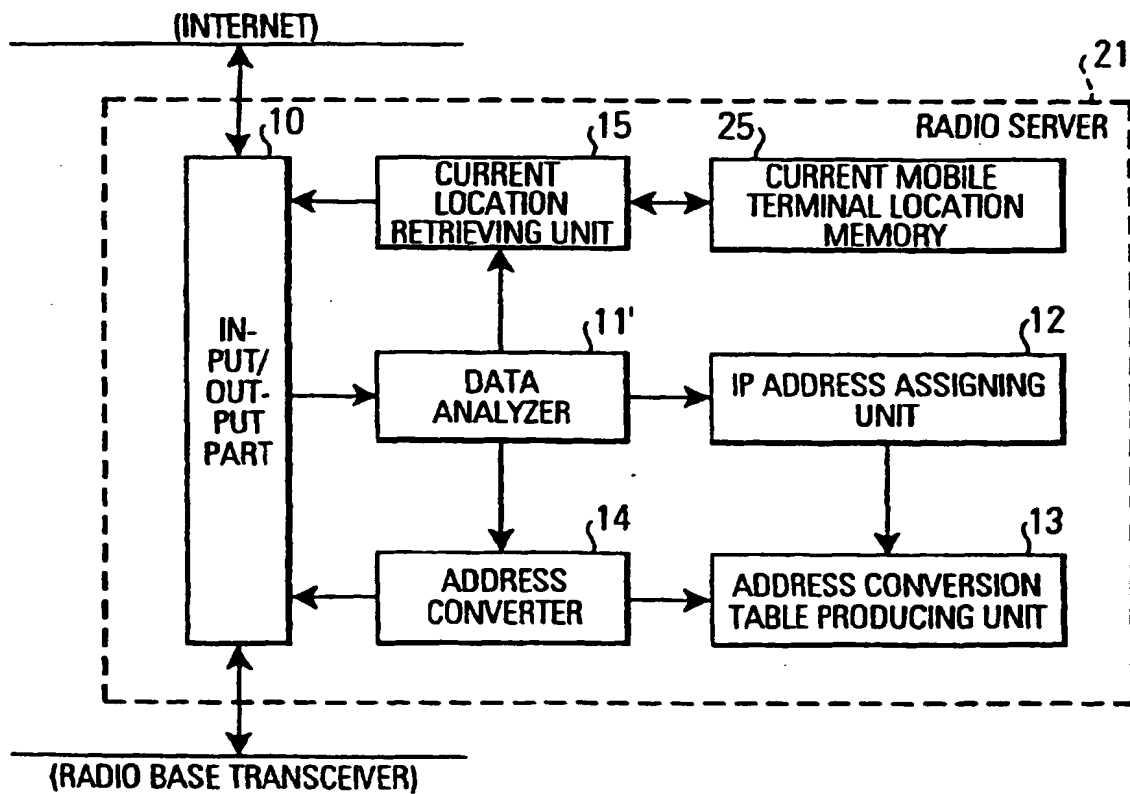 (INTERNET)
21
RADIO SERVER
10
15
25
CURRENT
LOCATION
RETRIEVING UNIT
CURRENT MOBILE
TERMINAL LOCATION
MEMORY
IN-
PUT/
OUT-
PUT
PART
11'
12
DATA
ANALYZER
IP ADDRESS ASSIGNING
UNIT
14
13
ADDRESS
CONVERTER
ADDRESS CONVERSION
TABLE PRODUCING UNIT
(RADIO BASE TRANSCEIVER)